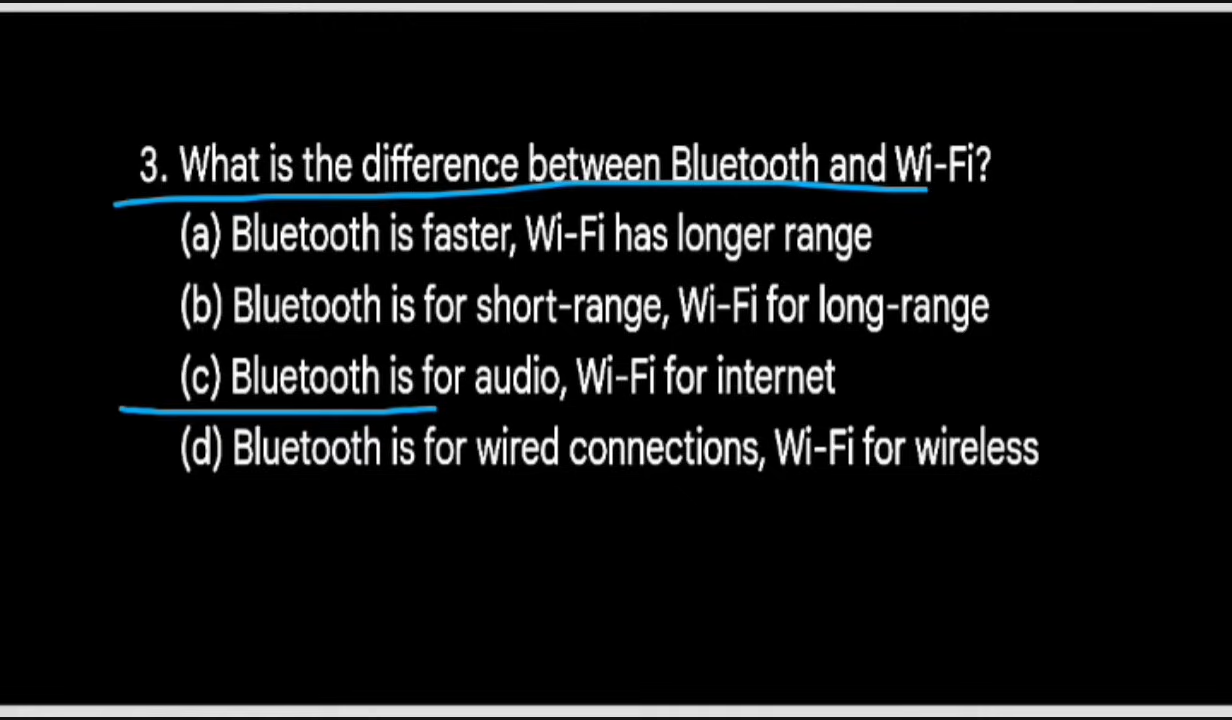 3. What is the difference between Bluetooth and Wi-Fi?
(a) Bluetooth is faster, Wi-Fi has longer range
(b) Bluetooth is for short-range, Wi-Fi for long-range
(c) Bluetooth is for audio, Wi-Fi for internet
(d) Bluetooth is for wired connections, Wi-Fi for wireless